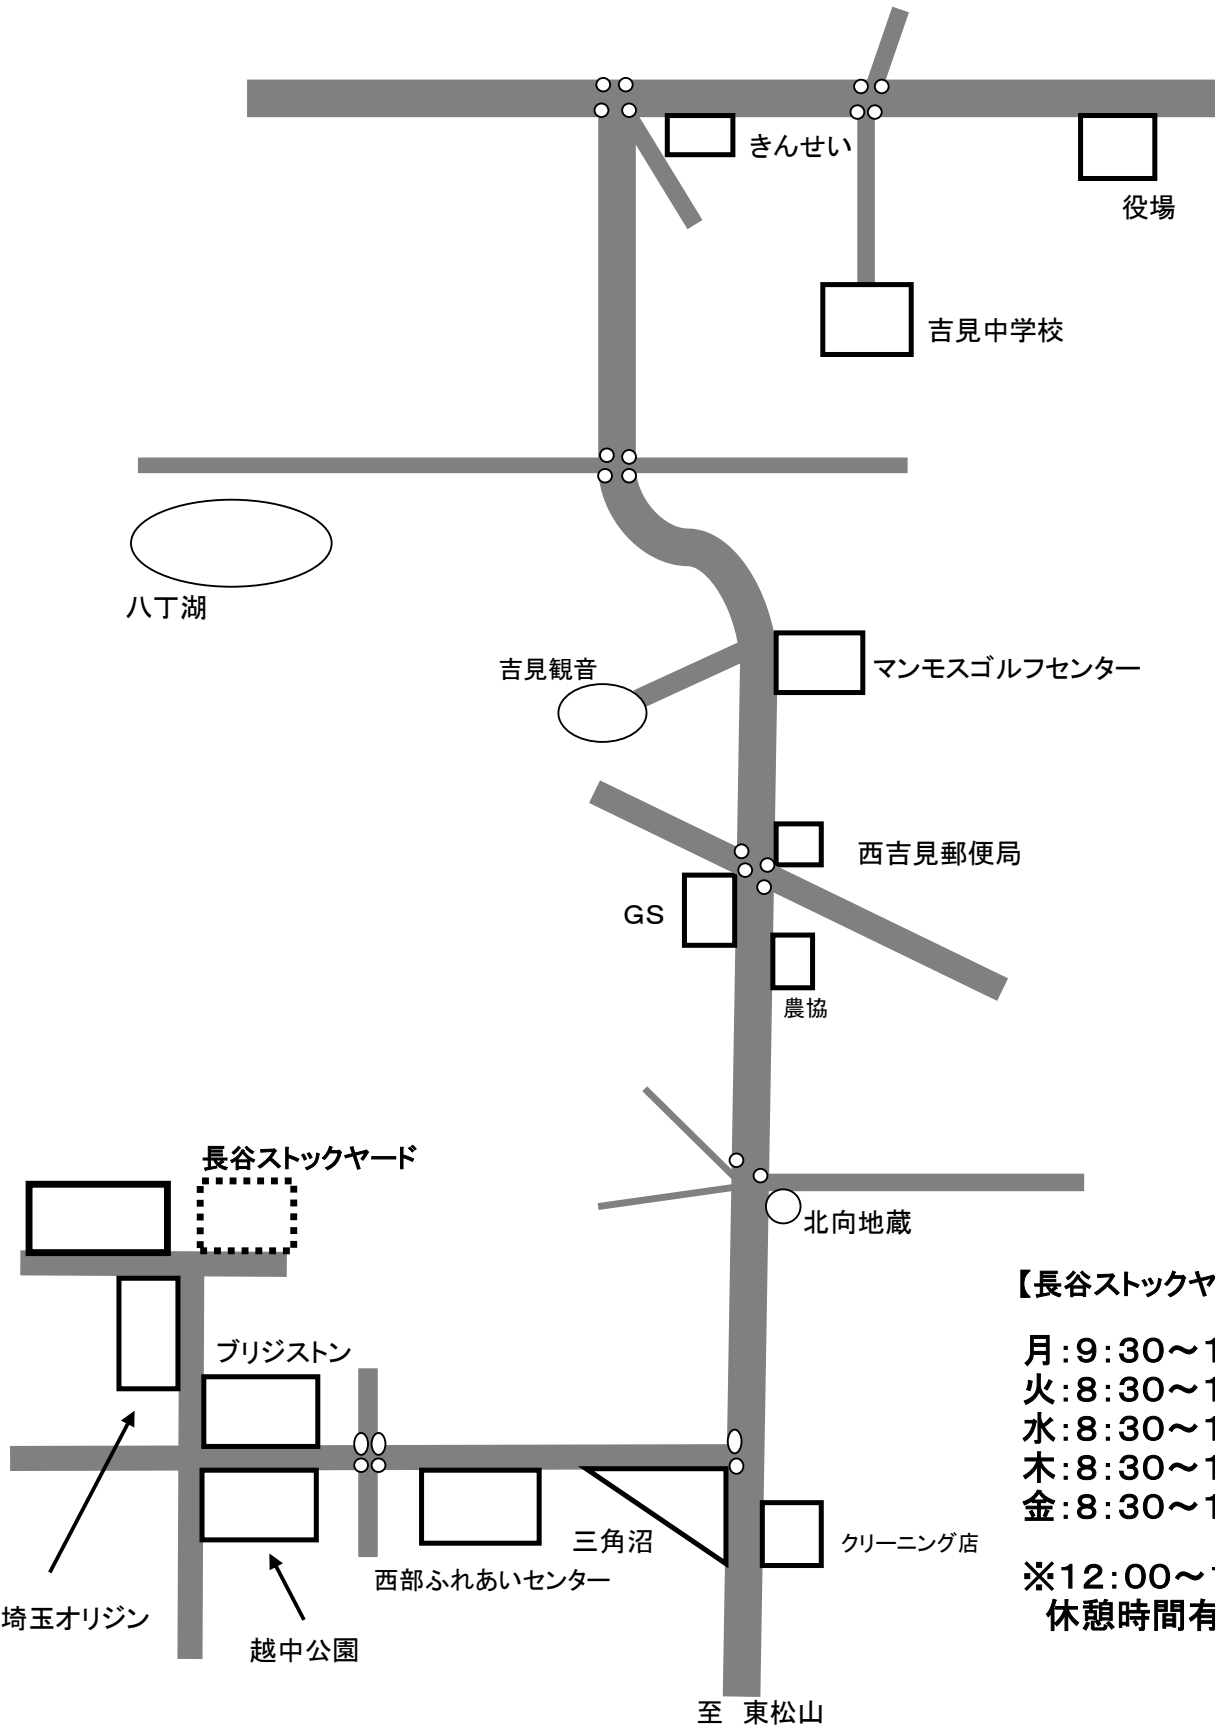 きんせい
役場
吉見中学校
八丁湖
吉見観音
マンモスゴルフセンター
西吉見郵便局
GS
農協
長谷ストックヤード
北向地蔵
【長谷ストックヤ
ブリジストン
月:9:30～1
火:8:30～1
水:8:30～1
木:8:30～1
金:8:30～1
三角沼
クリーニング店
西部ふれあいセンター
※12:00～1
休憩時間有
埼玉オリジン
越中公園
至 東松山